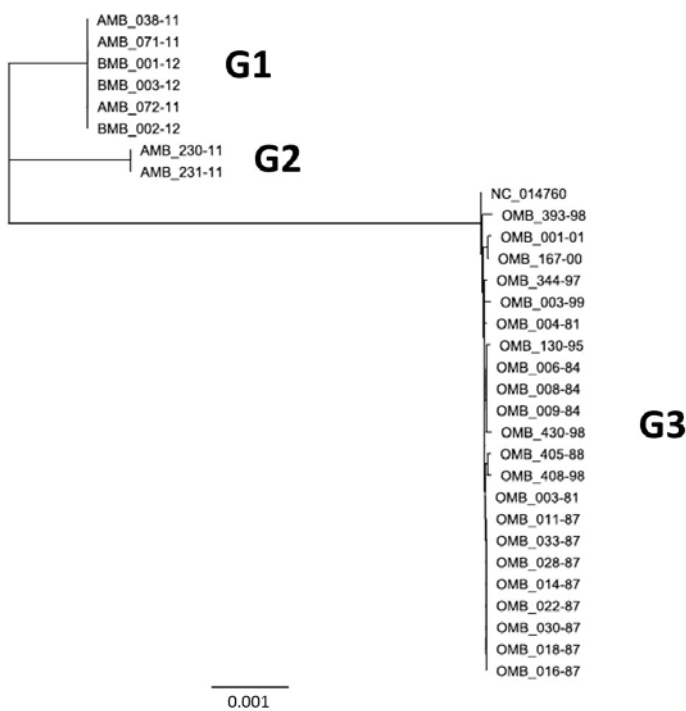 AMB_038-11
AMB_071-11
BMB_001-12
G1
BMB_003-12
AMB_072-11
BMB_002-12
AMB_230-11
G2
AMB_231-11
NC_014760
OMB_393-98
OMB_001-01
OMB_167-00
OMB_344-97
OMB_003-99
OMB_004-81
OMB_130-95
OMB_006-84
OMB_008-84
OMB_009-84
G3
OMB_430-98
OMB_405-88
OMB_408-98
OMB_003-81
OMB_011-87
OMB_033-87
OMB_028-87
OMB_014-87
OMB_022-87
OMB_030-87
OMB_018-87
OMB_016-87
0.001